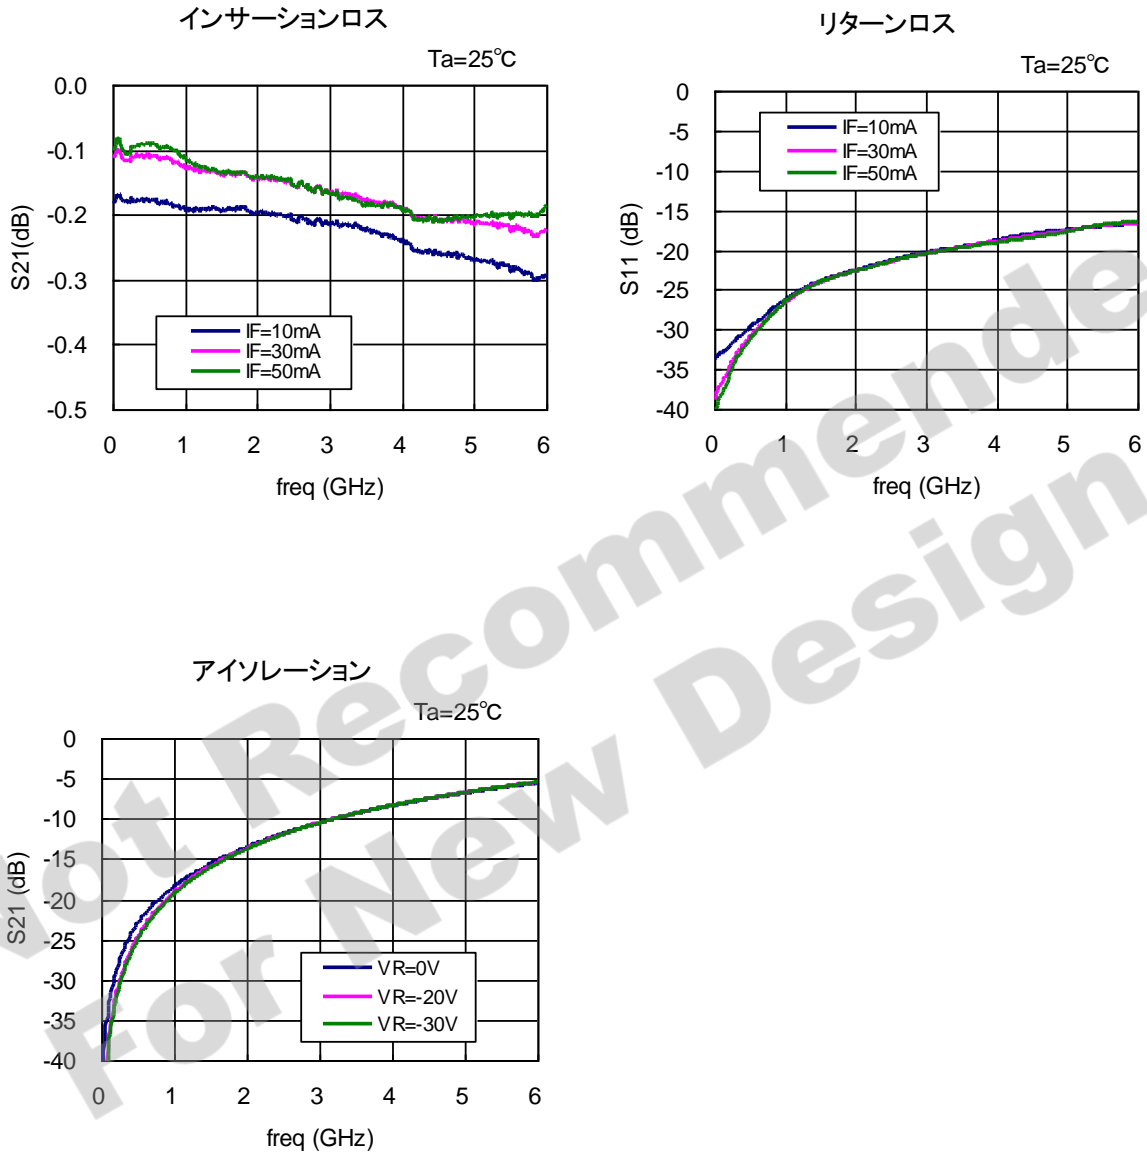 インサーションロス
Ta=25℃
0.0
-0.1
-0.2
-0.3
-0.4
-0.5
S21(dB)
IF=10mA
IF=30mA
IF=50mA
0 1 2 3 4 5 6
freq (GHz)
リターンロス
Ta=25℃
0
-5
-10
-15
-20
-25
-30
-35
-40
S11 (dB)
IF=10mA
IF=30mA
IF=50mA
0 1 2 3 4 5 6
freq (GHz)
アイソレーション
Ta=25℃
0
-5
-10
-15
-20
-25
-30
-35
-40
S21 (dB)
VR=0V
VR=-20V
VR=-30V
0 1 2 3 4 5 6
freq (GHz)
Not Recommende
For New Design